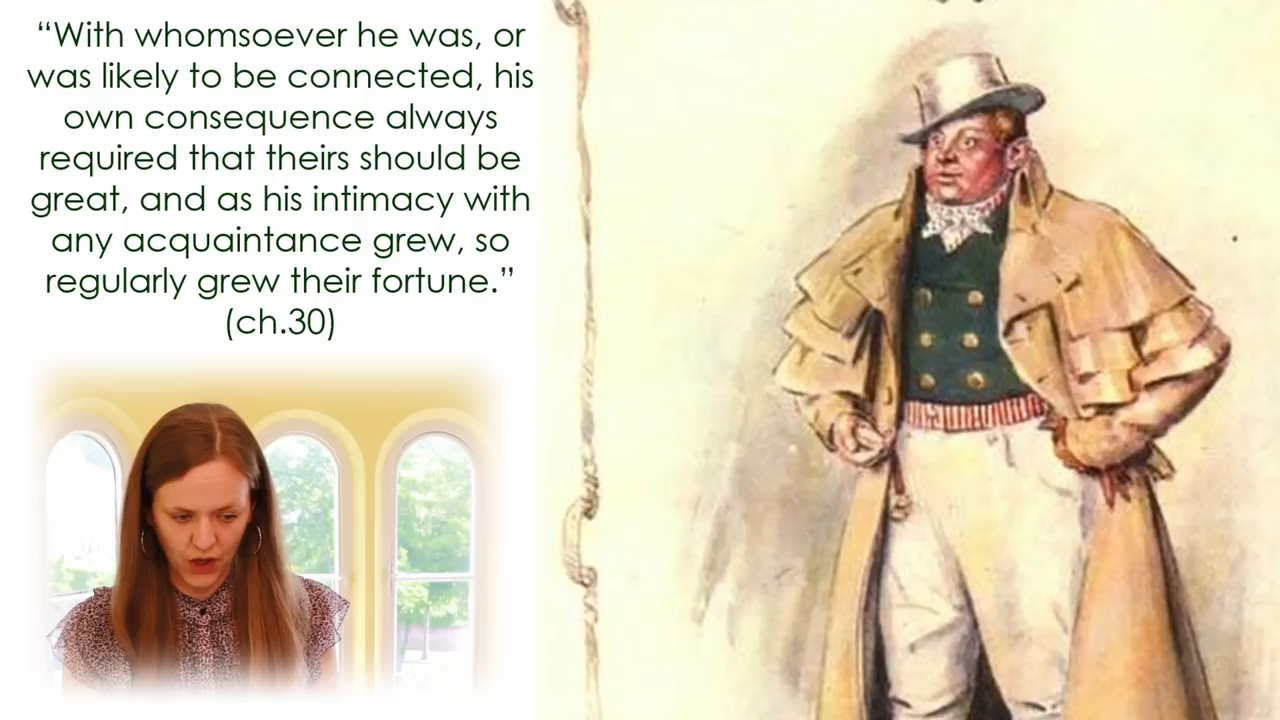 “With whomsoever he was, or
was likely to be connected, his
own consequence always
required that theirs should be
great, and as his intimacy with
any acquaintance grew, so
regularly grew their fortune.”
(ch.30)